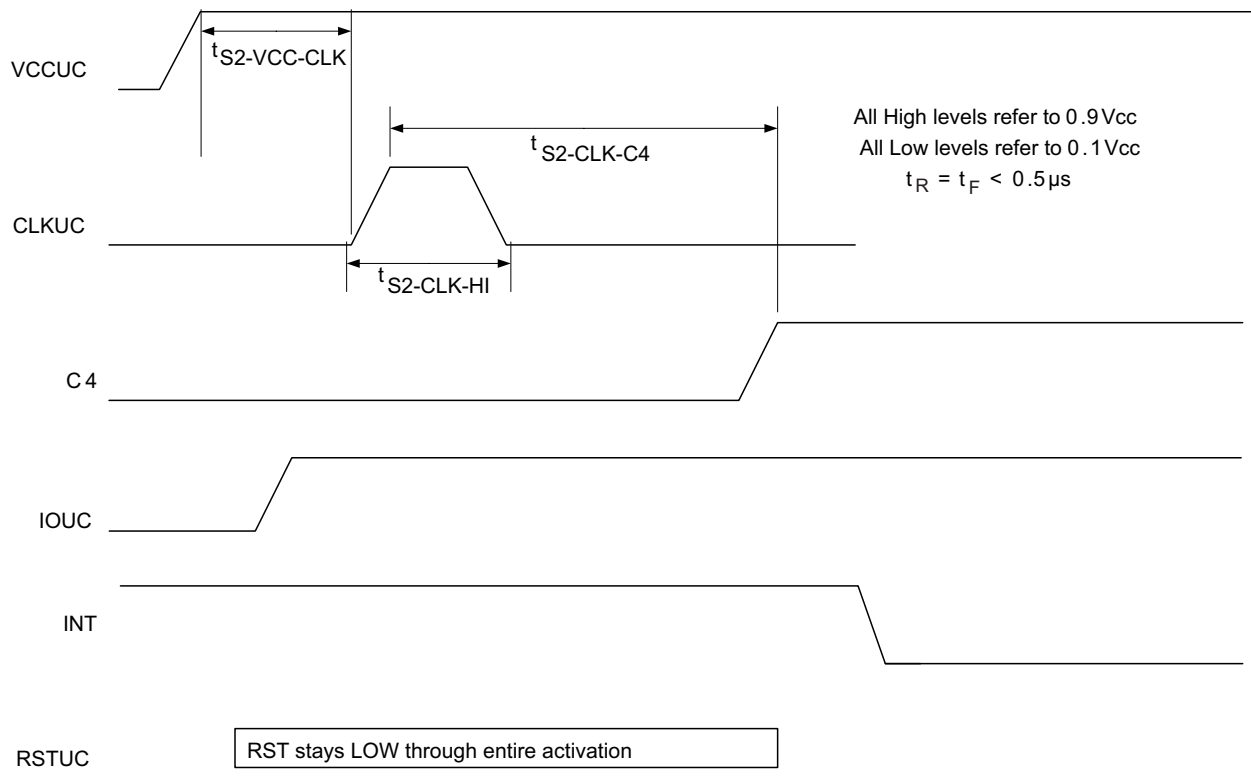 tS2-VCC-CLK
VCCUC
All High levels refer to 0.9Vcc
tS2-CLK-C4
All Low levels refer to 0.1Vcc
tR = tF < 0.5µs
CLKUC
tS2-CLK-HI
C4
IOUC
INT
RST stays LOW through entire activation
RSTUC